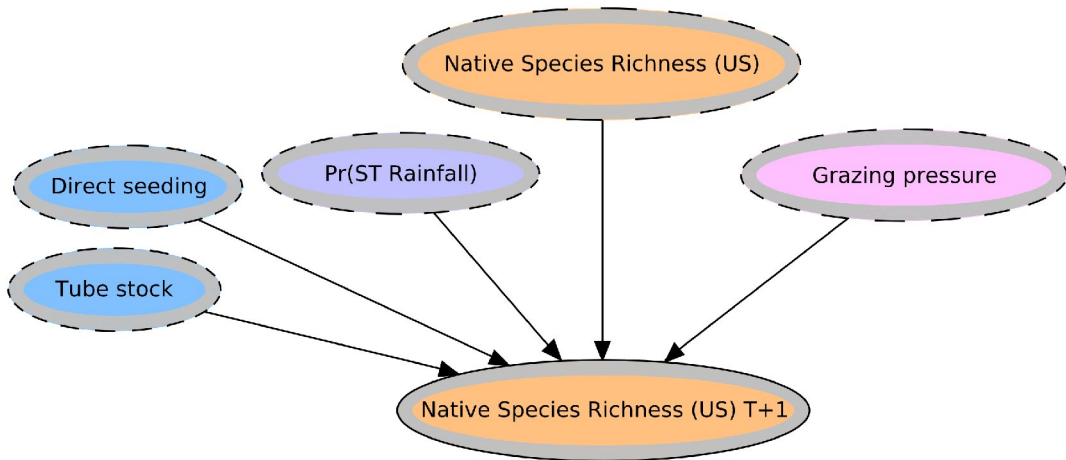 Native Species Richness (US)
Direct seeding
Pr(ST Rainfall)
Grazing pressure
Tube stock
Native Species Richness (US) T+1